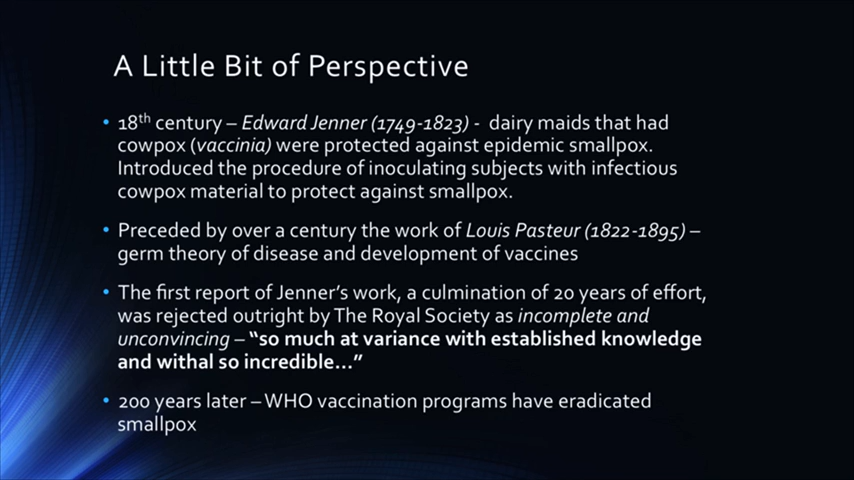 A Little Bit of Perspective
• 18th century – Edward Jenner (1749-1823) - dairy maids that had
cowpox (vaccinia) were protected against epidemic smallpox.
Introduced the procedure of inoculating subjects with infectious
cowpox material to protect against smallpox.
• Preceded by over a century the work of Louis Pasteur (1822-1895) –
germ theory of disease and development of vaccines
• The first report of Jenner's work, a culmination of 20 years of effort,
was rejected outright by The Royal Society as incomplete and
unconvincing – “so much at variance with established knowledge
and withal so incredible...”
• 200 years later – WHO vaccination programs have eradicated
smallpox